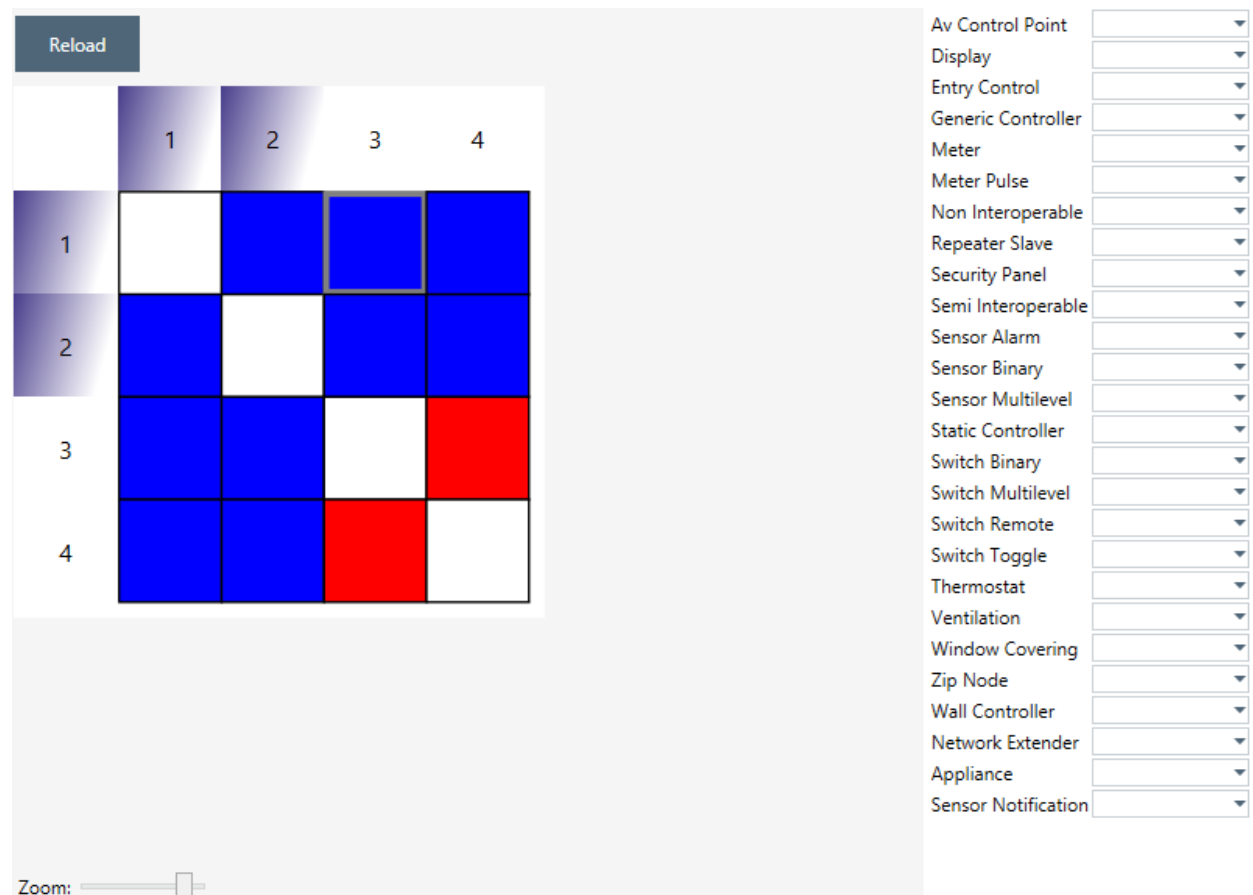 Reload
1 2 3 4
1
2
3
4
Zoom:
Av Control Point
Display
Entry Control
Generic Controller
Meter
Meter Pulse
Non Interoperable
Repeater Slave
Security Panel
Semi Interoperable
Sensor Alarm
Sensor Binary
Sensor Multilevel
Static Controller
Switch Binary
Switch Multilevel
Switch Remote
Switch Toggle
Thermostat
Ventilation
Window Covering
Zip Node
Wall Controller
Network Extender
Appliance
Sensor Notification